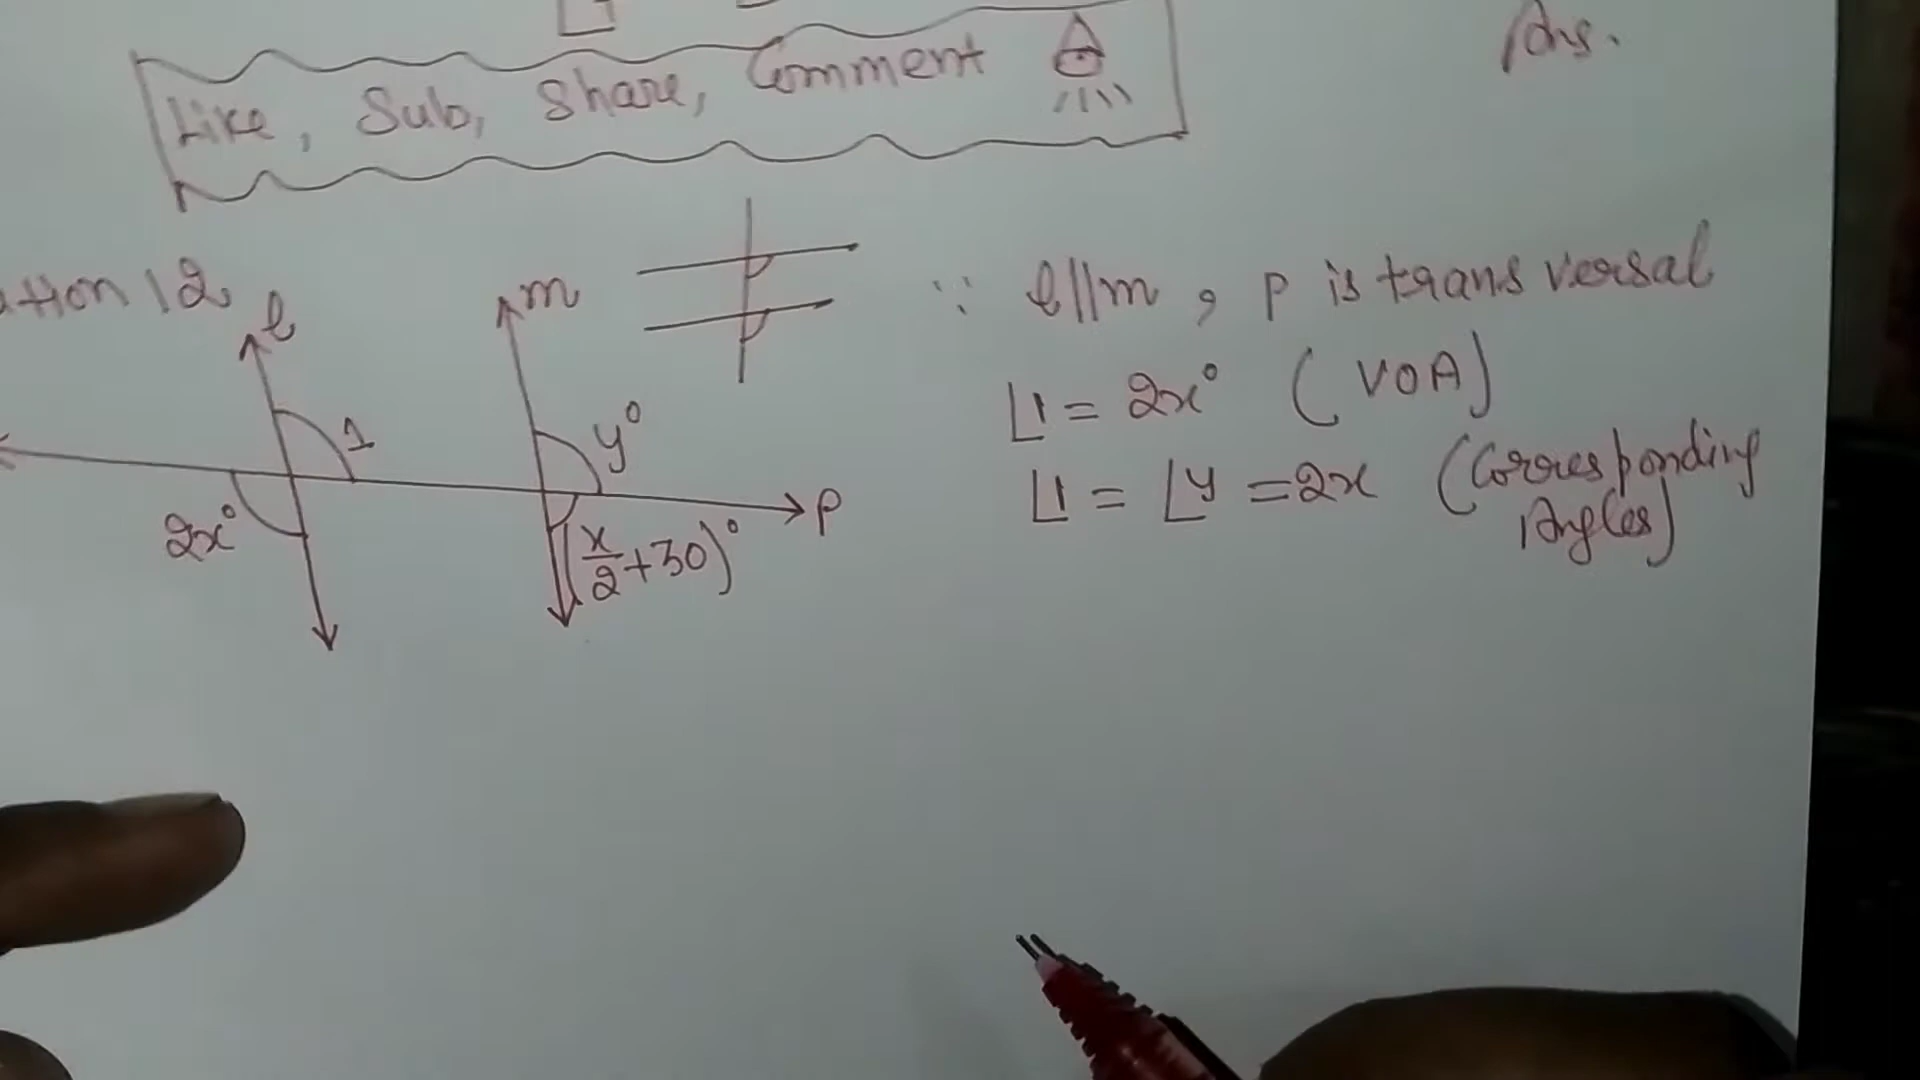 Ans.
Like, Sub, Share, Comment
ation 12
l
m
∵ l||m, p is transversal
∠1 = 2x° (VOA)
1
y°
∠1 = ∠y = 2x (Corresponding
Angles)
2x°
p
(x/2+30)°